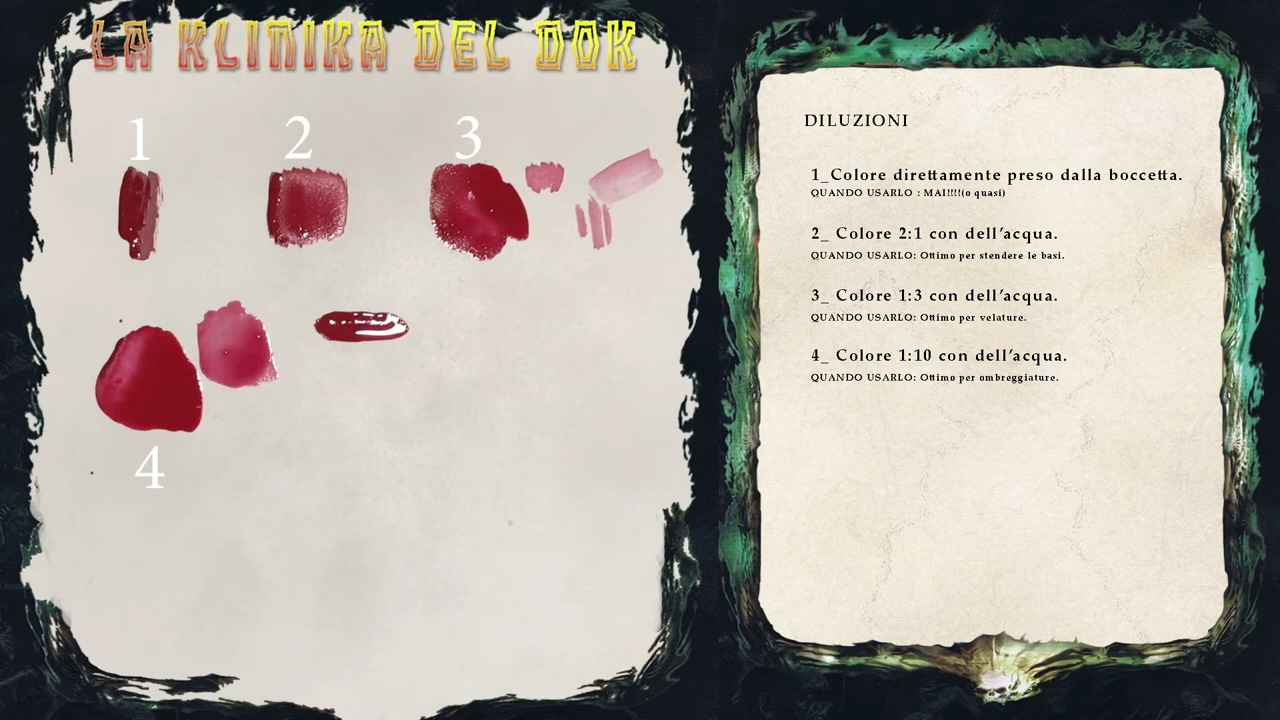 LA KLINIKA DEL DOK
1
2
3
4
DILUZIONI
1_Colore direttamente preso dalla boccetta.
QUANDO USARLO : MAI!!!!(o quasi)
2_ Colore 2:1 con dell'acqua.
QUANDO USARLO: Ottimo per stendere le basi.
3_ Colore 1:3 con dell'acqua.
QUANDO USARLO: Ottimo per velature.
4_ Colore 1:10 con dell'acqua.
QUANDO USARLO: Ottimo per ombreggiature.